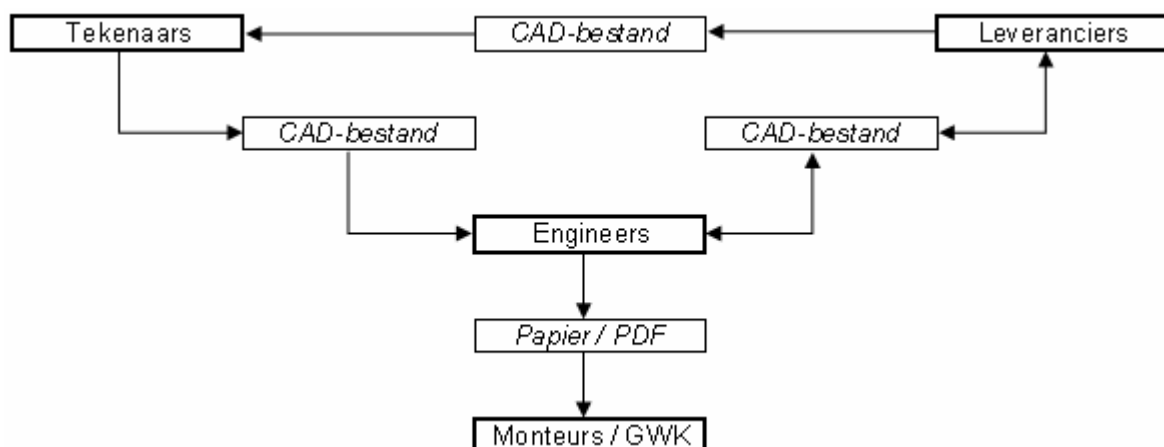 Tekenaars
CAD-bestand
Leveranciers
CAD-bestand
CAD-bestand
Engineers
Papier / PDF
Monteurs / GWK